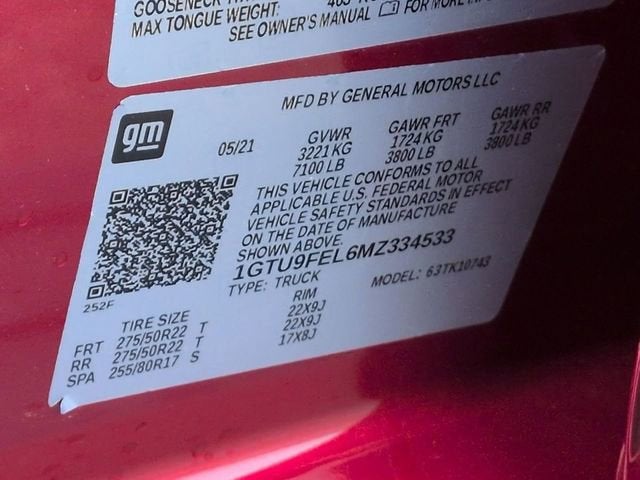 GOOSENECK
MAX TONGUE WEIGHT:
SEE OWNER'S MANUAL FOR MORE
MFD BY GENERAL MOTORS LLC
gm
05/21
GVWR GAWR FRT GAWR RR
3221 KG 1724 KG 1724 KG
7100 LB 3800 LB 3800 LB
THIS VEHICLE CONFORMS TO ALL
APPLICABLE U.S. FEDERAL MOTOR
VEHICLE SAFETY STANDARDS IN EFFECT
ON THE DATE OF MANUFACTURE
SHOWN ABOVE.
1GTU9FEL6MZ334533
TYPE: TRUCK MODEL: 63TK10743
252F
TIRE SIZE RIM
FRT 275/50R22 T 22X9J
RR 275/50R22 T 22X9J
SPA 255/80R17 S 17X8J